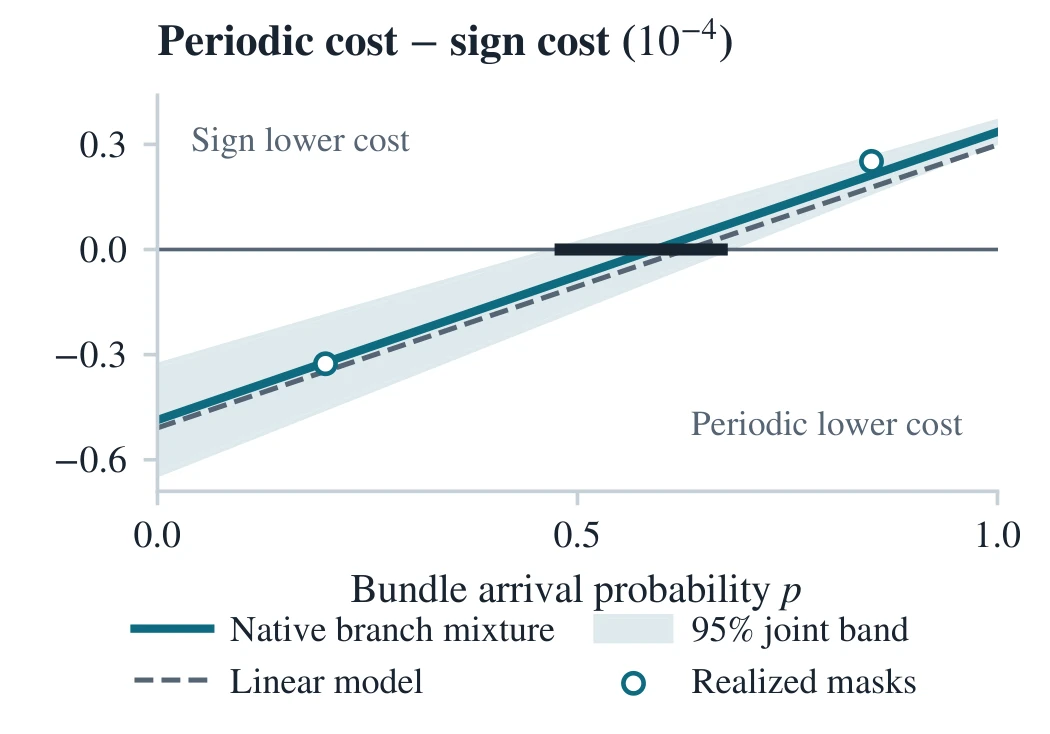 Periodic cost − sign cost (10⁻⁴)
Sign lower cost
0.3
0.0
−0.3
Periodic lower cost
−0.6
0.0 0.5 1.0
Bundle arrival probability p
Native branch mixture 95% joint band
Linear model Realized masks